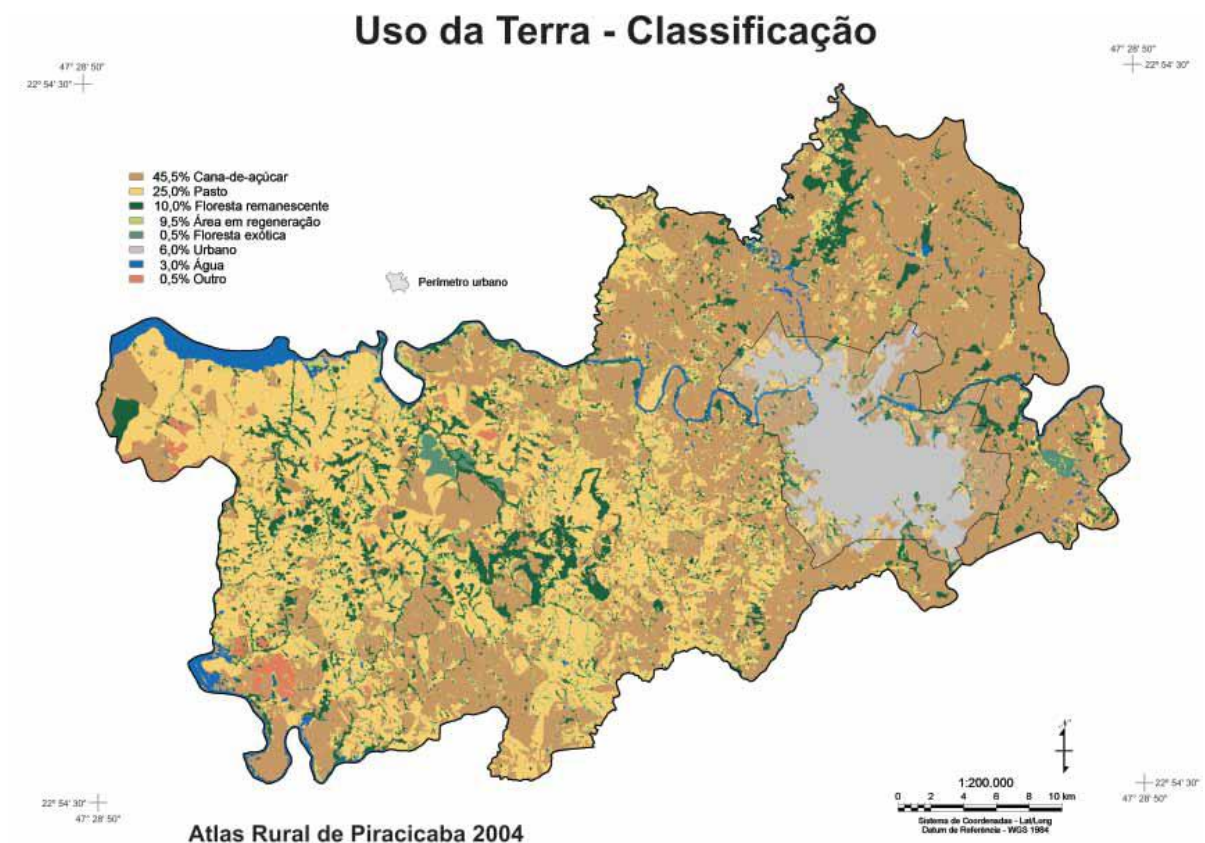 Uso da Terra - Classificação
47° 28' 50"
22° 54' 30"
47° 28' 50"
22° 54' 30"
45,5% Cana-de-açúcar
25,0% Pasto
10,0% Floresta remanescente
9,5% Área em regeneração
0,5% Floresta exótica
6,0% Urbano
3,0% Água
0,5% Outro
Perímetro urbano
1:200.000
0 2 4 6 8 10 km
Sistema de Coordenadas - Lat/Long
Datum de Referência - WGS 1984
22° 54' 30"
47° 28' 50"
22° 54' 30"
47° 28' 50"
Atlas Rural de Piracicaba 2004